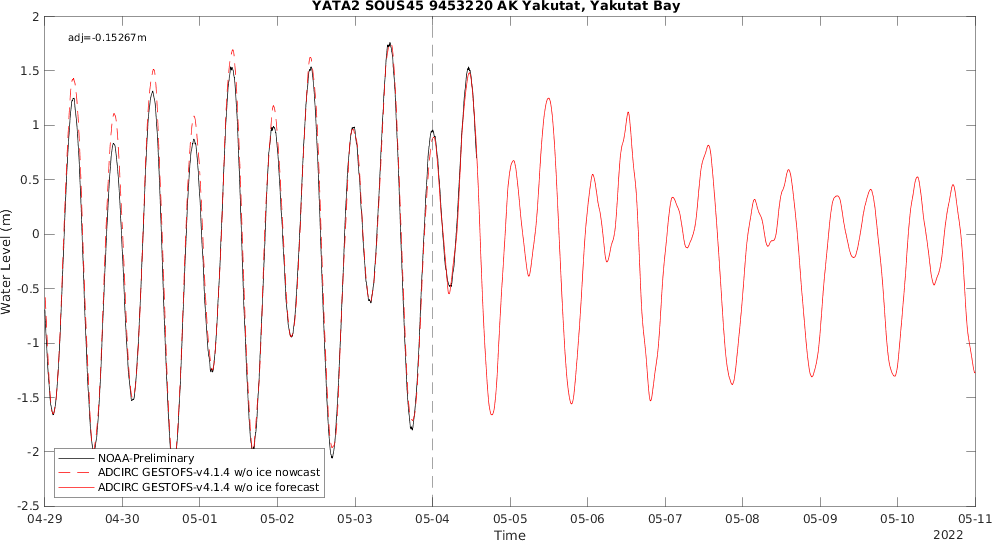 YATA2 SOUS45 9453220 AK Yakutat, Yakutat Bay
adj=-0.15267m
2
1.5
1
0.5
0
-0.5
-1
-1.5
-2
-2.5
Water Level (m)
NOAA-Preliminary
ADCIRC GESTOFS-v4.1.4 w/o ice nowcast
ADCIRC GESTOFS-v4.1.4 w/o ice forecast
04-29 04-30 05-01 05-02 05-03 05-04 05-05 05-06 05-07 05-08 05-09 05-10 05-11
Time
2022